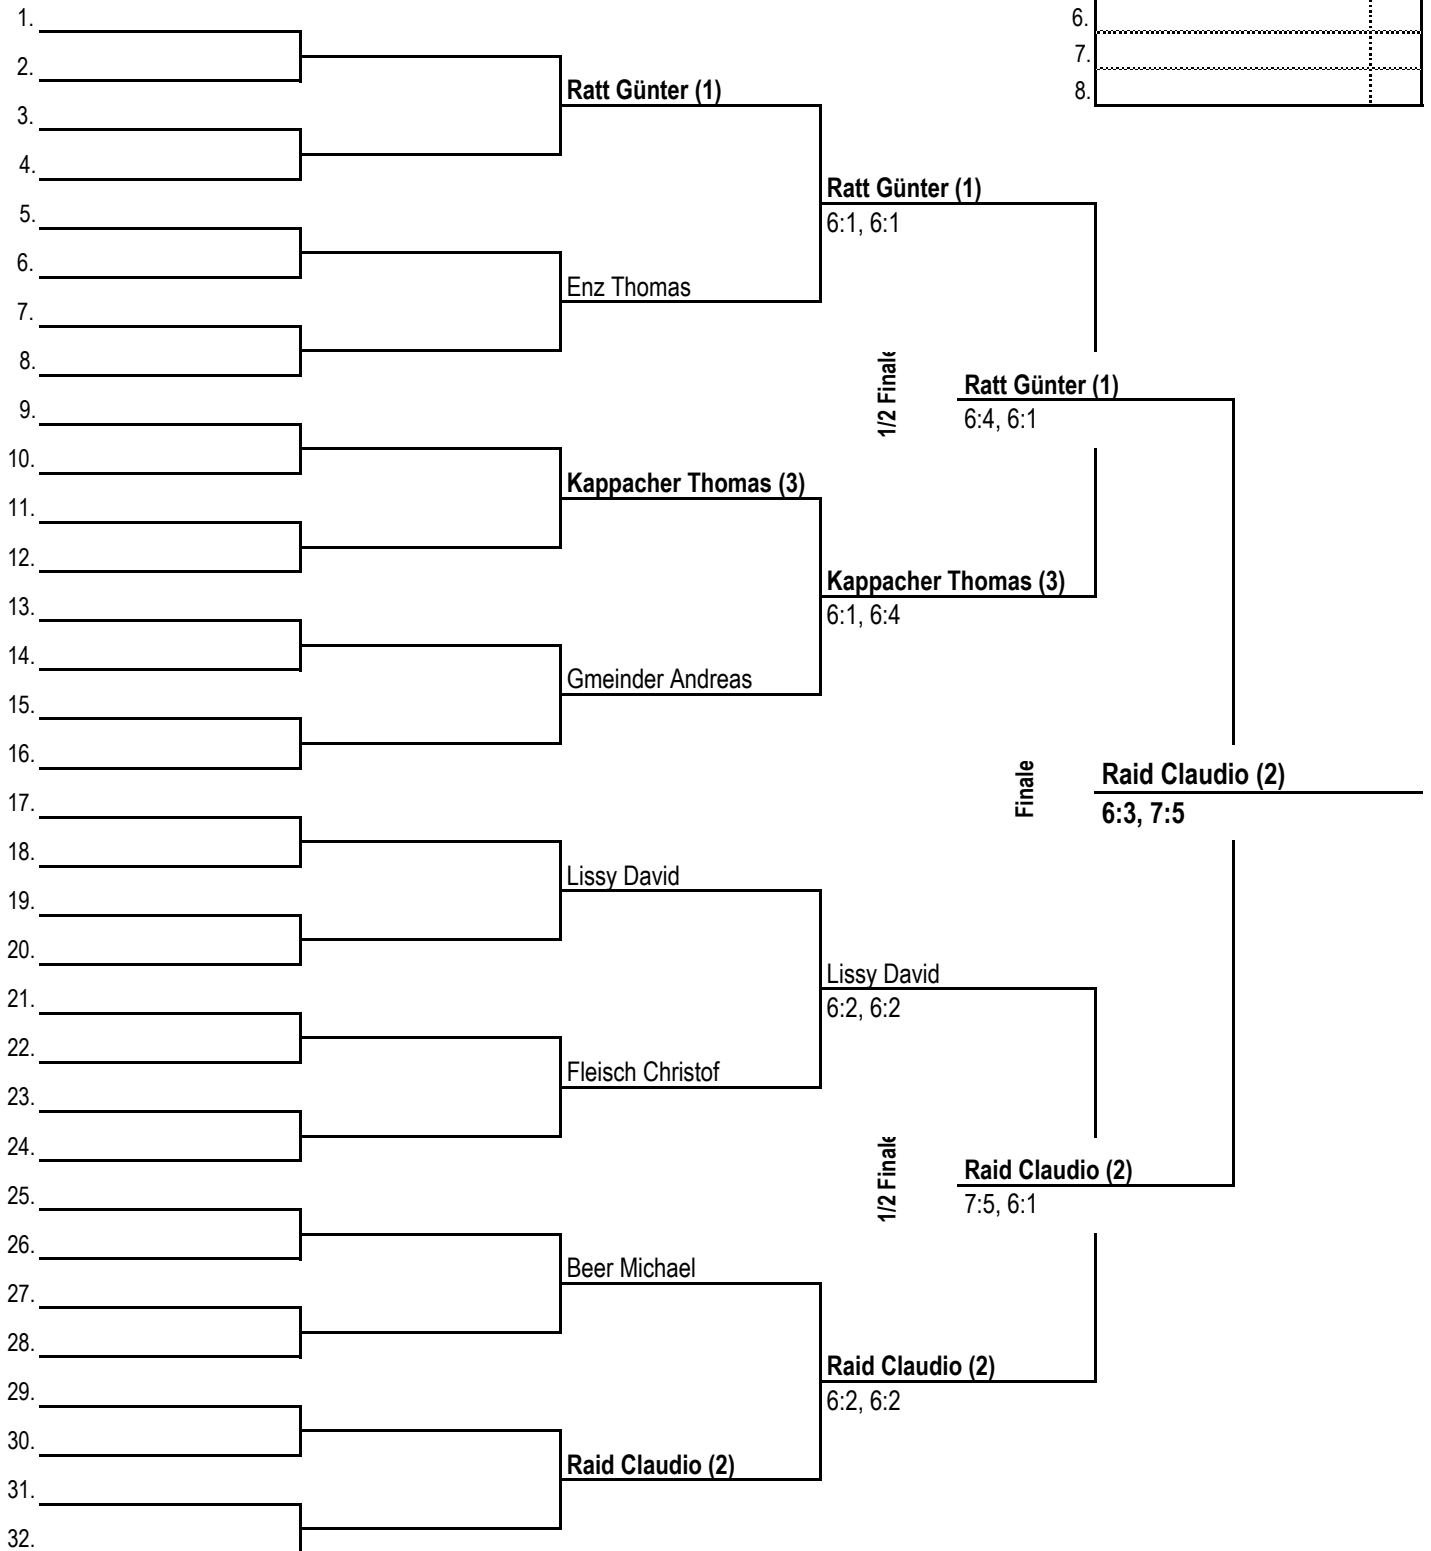 1.
6.
2.
7.
Ratt Günter (1)
8.
3.
4.
Ratt Günter (1)
5.
6:1, 6:1
6.
Enz Thomas
7.
8.
1/2 Finale
Ratt Günter (1)
9.
6:4, 6:1
10.
Kappacher Thomas (3)
11.
12.
Kappacher Thomas (3)
13.
6:1, 6:4
14.
Gmeinder Andreas
15.
16.
Finale
Raid Claudio (2)
17.
6:3, 7:5
18.
Lissy David
19.
20.
Lissy David
21.
6:2, 6:2
22.
Fleisch Christof
23.
24.
1/2 Finale
Raid Claudio (2)
25.
7:5, 6:1
26.
Beer Michael
27.
28.
Raid Claudio (2)
29.
6:2, 6:2
30.
Raid Claudio (2)
31.
32.